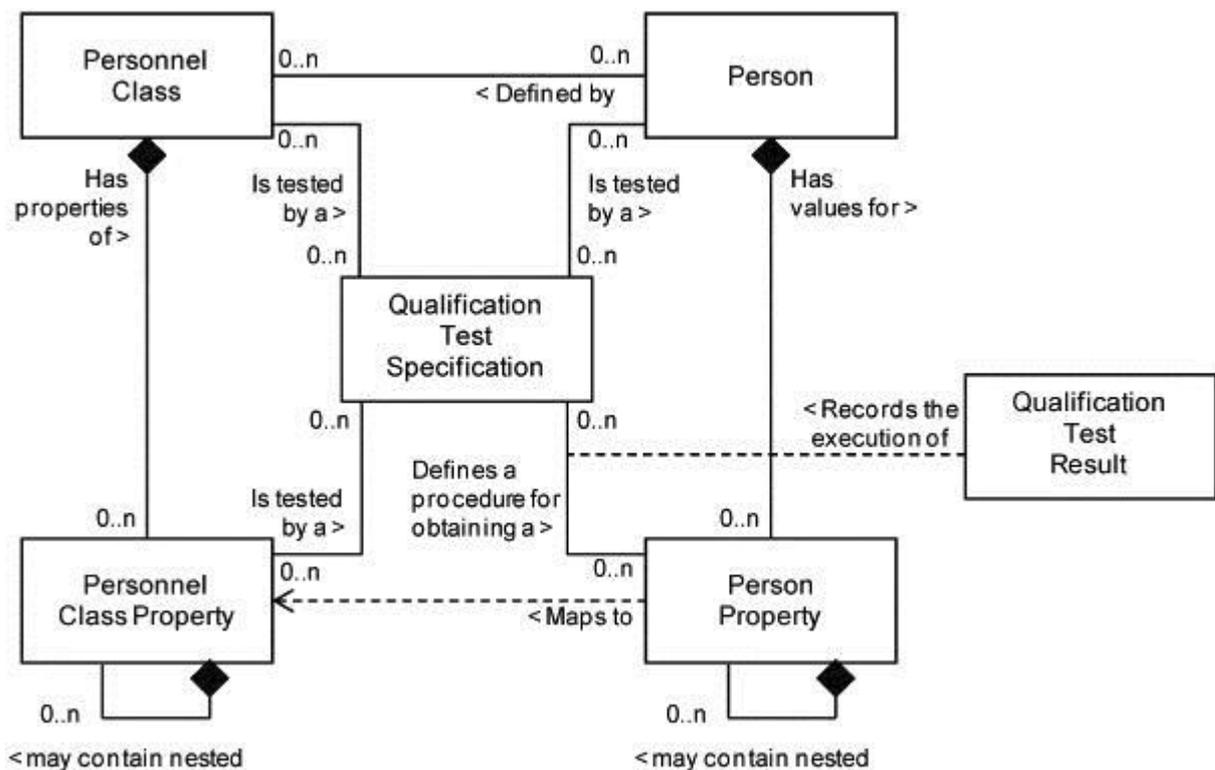 Personnel
Class
0..n
0..n
< Defined by
Person
0..n
0..n
Has
properties
of >
Is tested
by a >
Is tested
by a >
Has
values for >
0..n
0..n
Qualification
Test
Specification
0..n
0..n
< Records the
execution of
Qualification
Test
Result
Is tested
by a >
Defines a
procedure for
obtaining a >
0..n
0..n
Personnel
Class Property
0..n
0..n
< Maps to
Person
Property
0..n
0..n
< may contain nested
< may contain nested